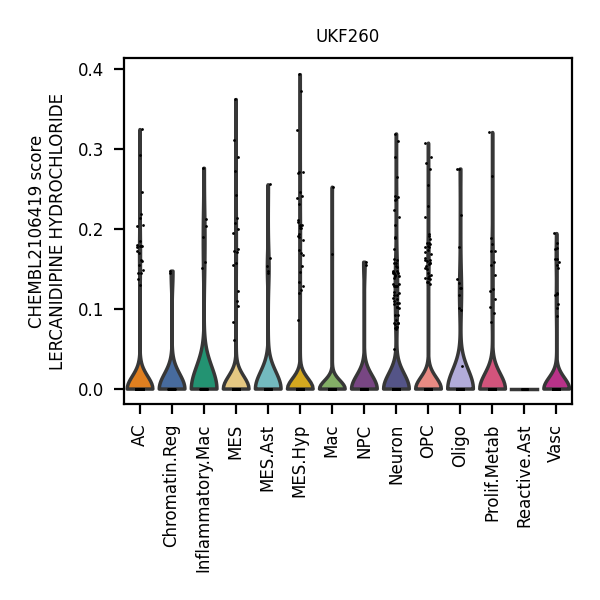 UKF260
CHEMBL2106419 score
LERCANIDIPINE HYDROCHLORIDE
0.4
0.3
0.2
0.1
0.0
AC
Chromatin.Reg
Inflammatory.Mac
MES
MES.Ast
MES.Hyp
Mac
NPC
Neuron
OPC
Oligo
Prolif.Metab
Reactive.Ast
Vasc